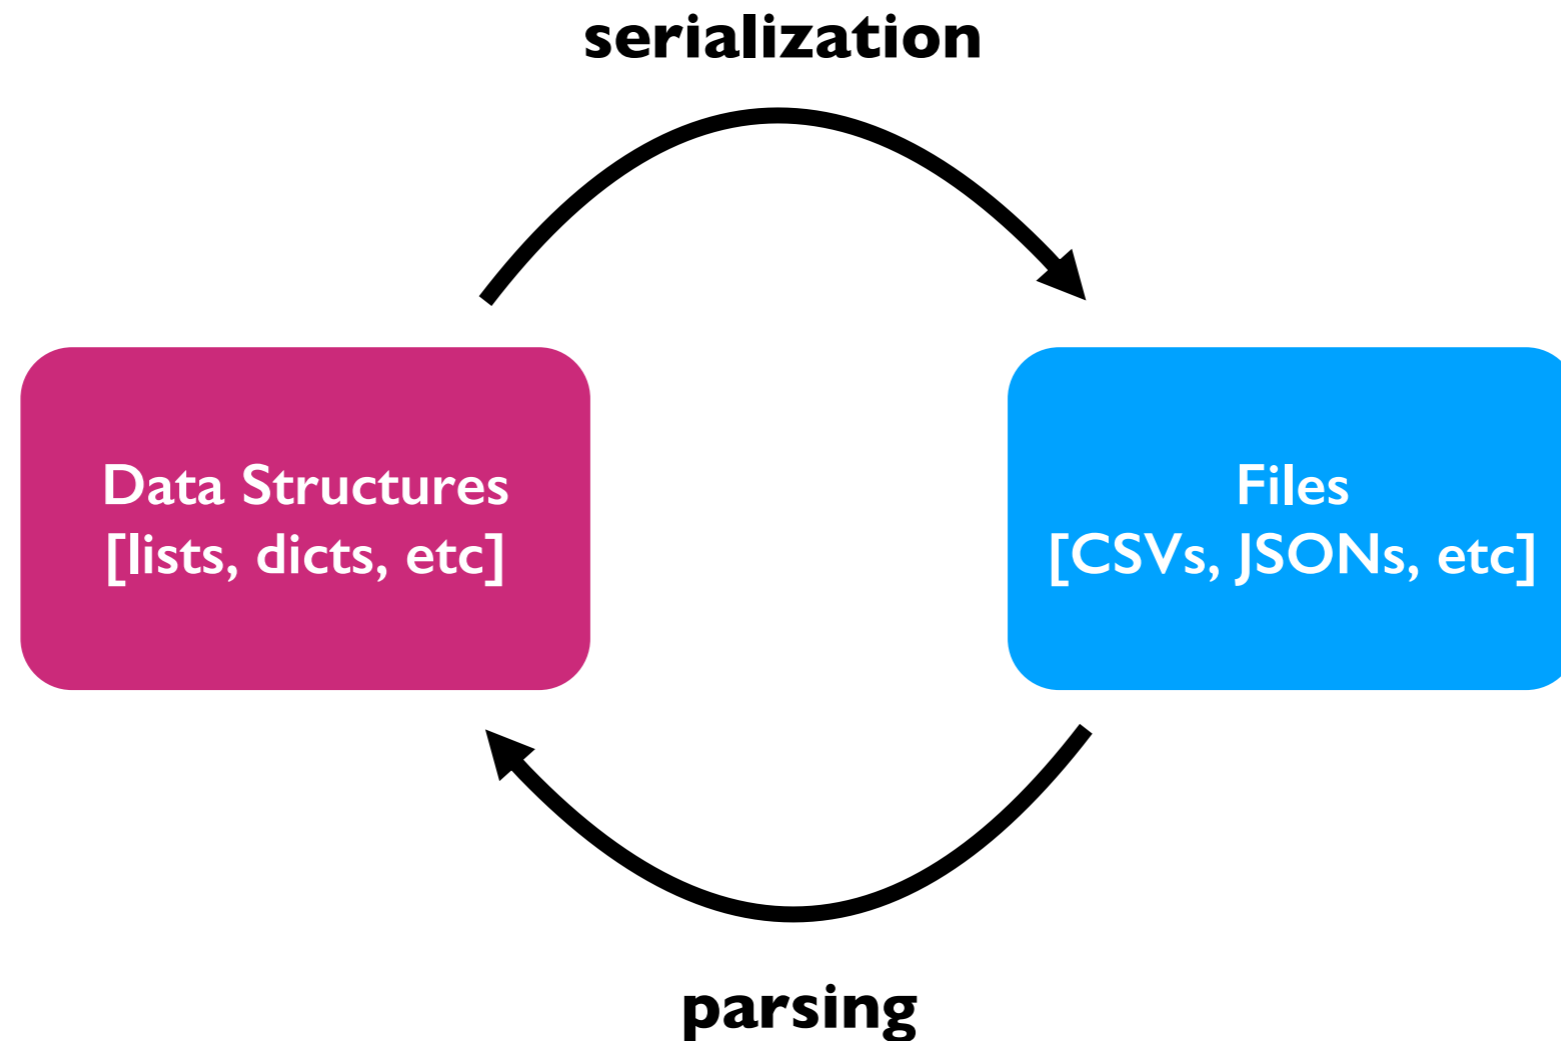 serialization
Data Structures
[lists, dicts, etc]
Files
[CSVs, JSONs, etc]
parsing